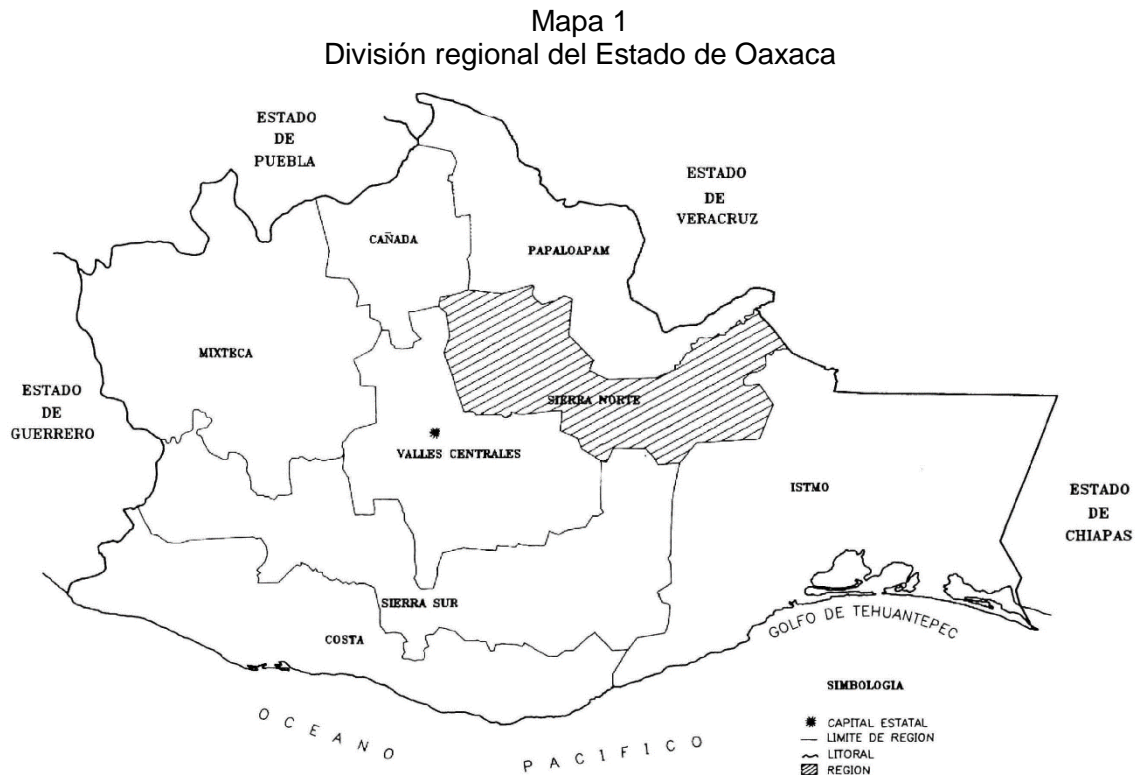 Mapa 1
División regional del Estado de Oaxaca
ESTADO
DE
PUEBLA
ESTADO
DE
VERACRUZ
CAÑADA
PAPALOAPAM
MIXTECA
ESTADO
DE
GUERRERO
SIERRA NORTE
VALLES CENTRALES
ISTMO
ESTADO
DE
CHIAPAS
SIERRA SUR
COSTA
GOLFO DE TEHUANTEPEC
OCEANO PACIFICO
SIMBOLOGIA
CAPITAL ESTATAL
LIMITE DE REGION
LITORAL
REGION